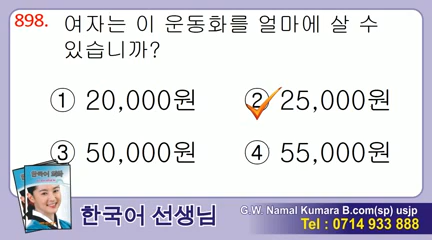 898. 여자는 이 운동화를 얼마에 살 수
있습니까?
① 20,000원 ② 25,000원
③ 50,000원 ④ 55,000원
한국어 선생님
G.W. Namal Kumara B.com(sp) usjp
Tel : 0714 933 888